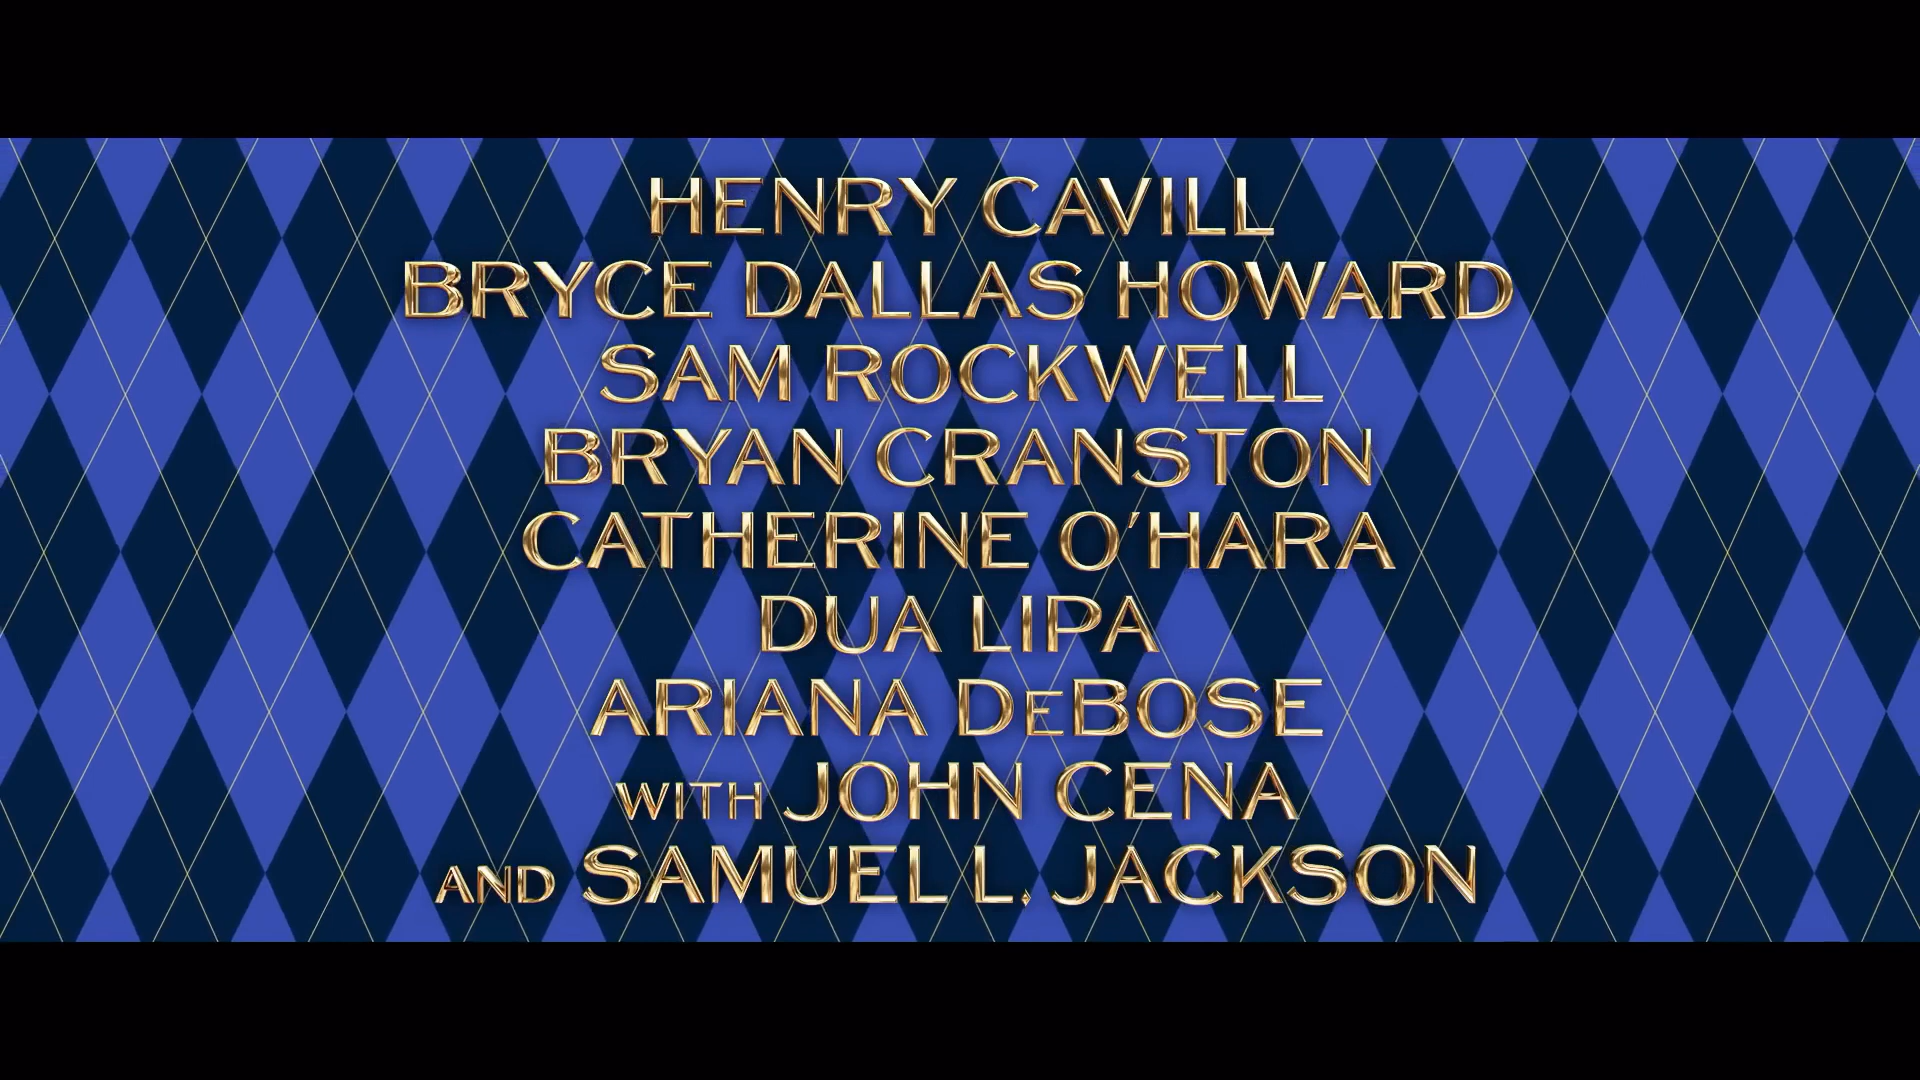 HENRY CAVILL
BRYCE DALLAS HOWARD
SAM ROCKWELL
BRYAN CRANSTON
CATHERINE O'HARA
DUA LIPA
ARIANA DEBOSE
WITH JOHN CENA
AND SAMUEL L. JACKSON